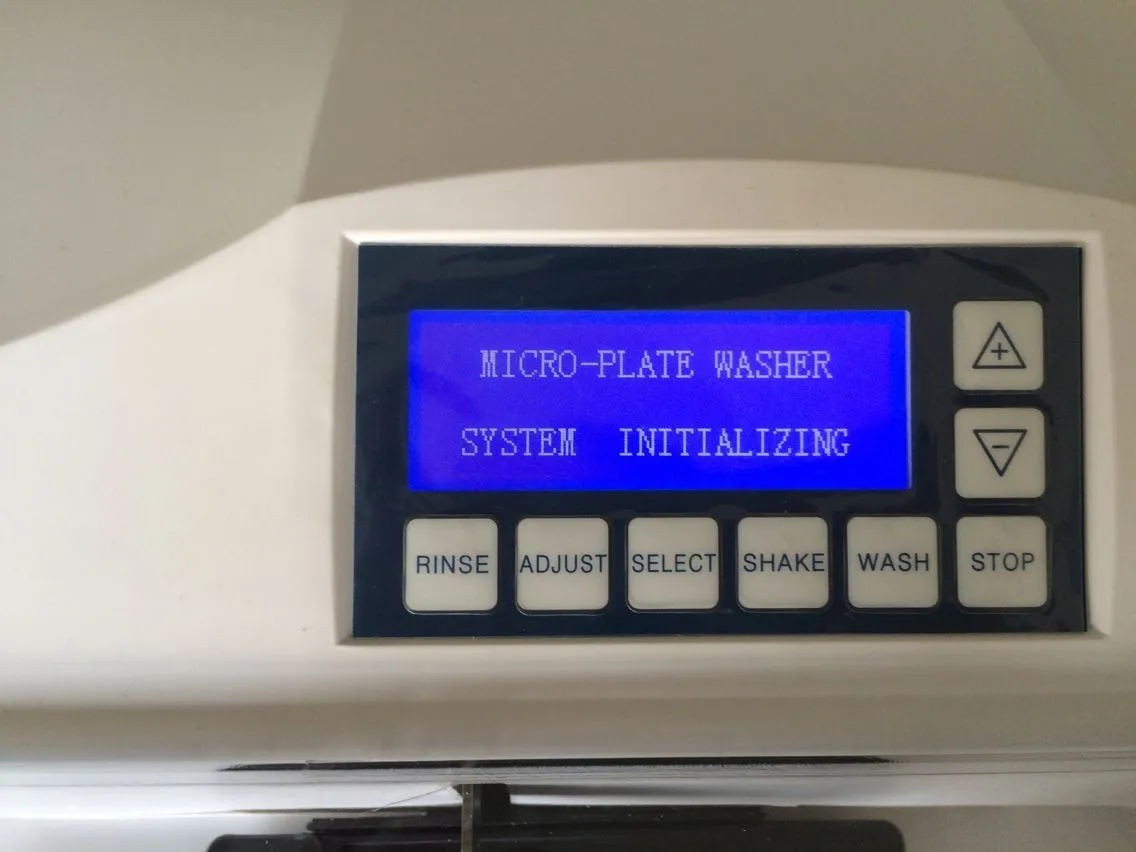 MICRO-PLATE WASHER
SYSTEM INITIALIZING
+
-
RINSE ADJUST SELECT SHAKE WASH STOP